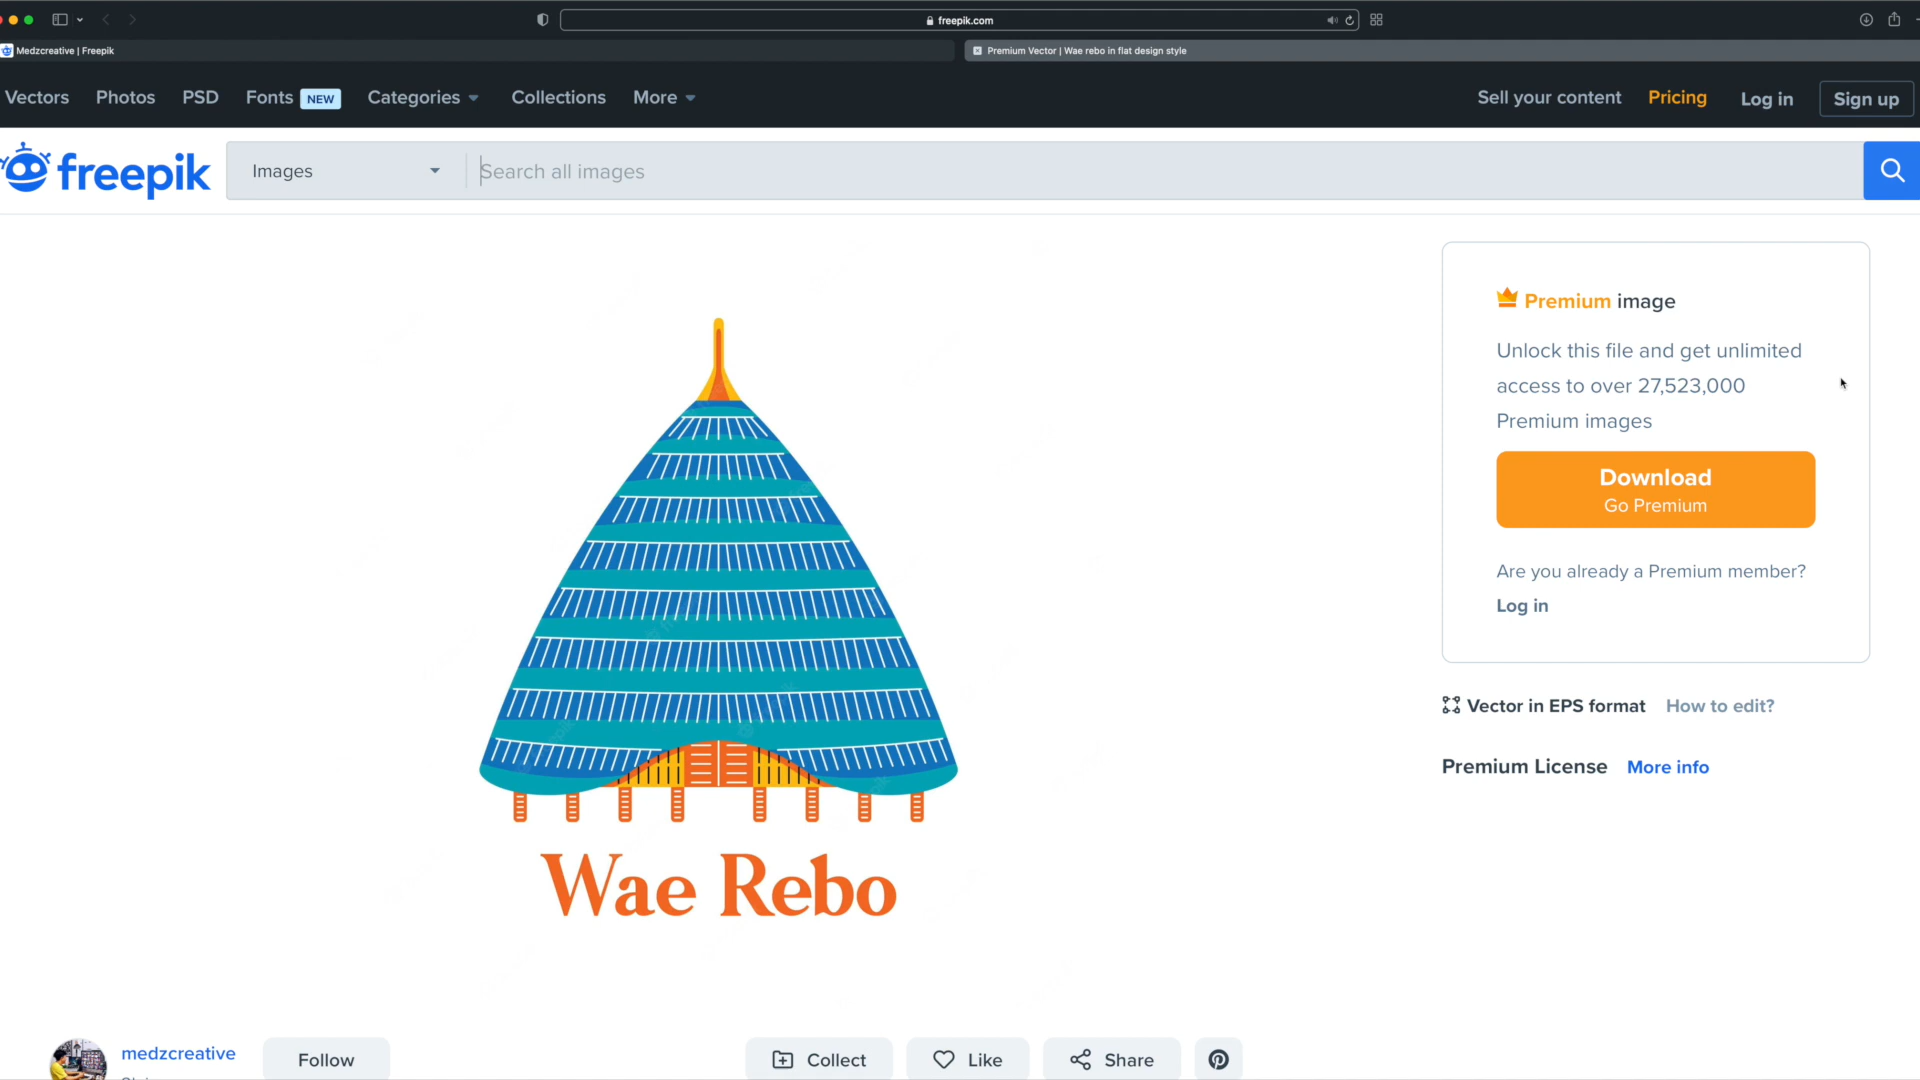 freepik.com
Medzcreative | Freepik
Premium Vector | Wae rebo in flat design style
Vectors Photos PSD Fonts NEW Categories Collections More
Sell your content Pricing Log in Sign up
freepik Images Search all images
Premium image
Unlock this file and get unlimited
access to over 27,523,000
Premium images
Download
Go Premium
Are you already a Premium member?
Log in
Vector in EPS format How to edit?
Premium License More info
Wae Rebo
medzcreative Follow Collect Like Share